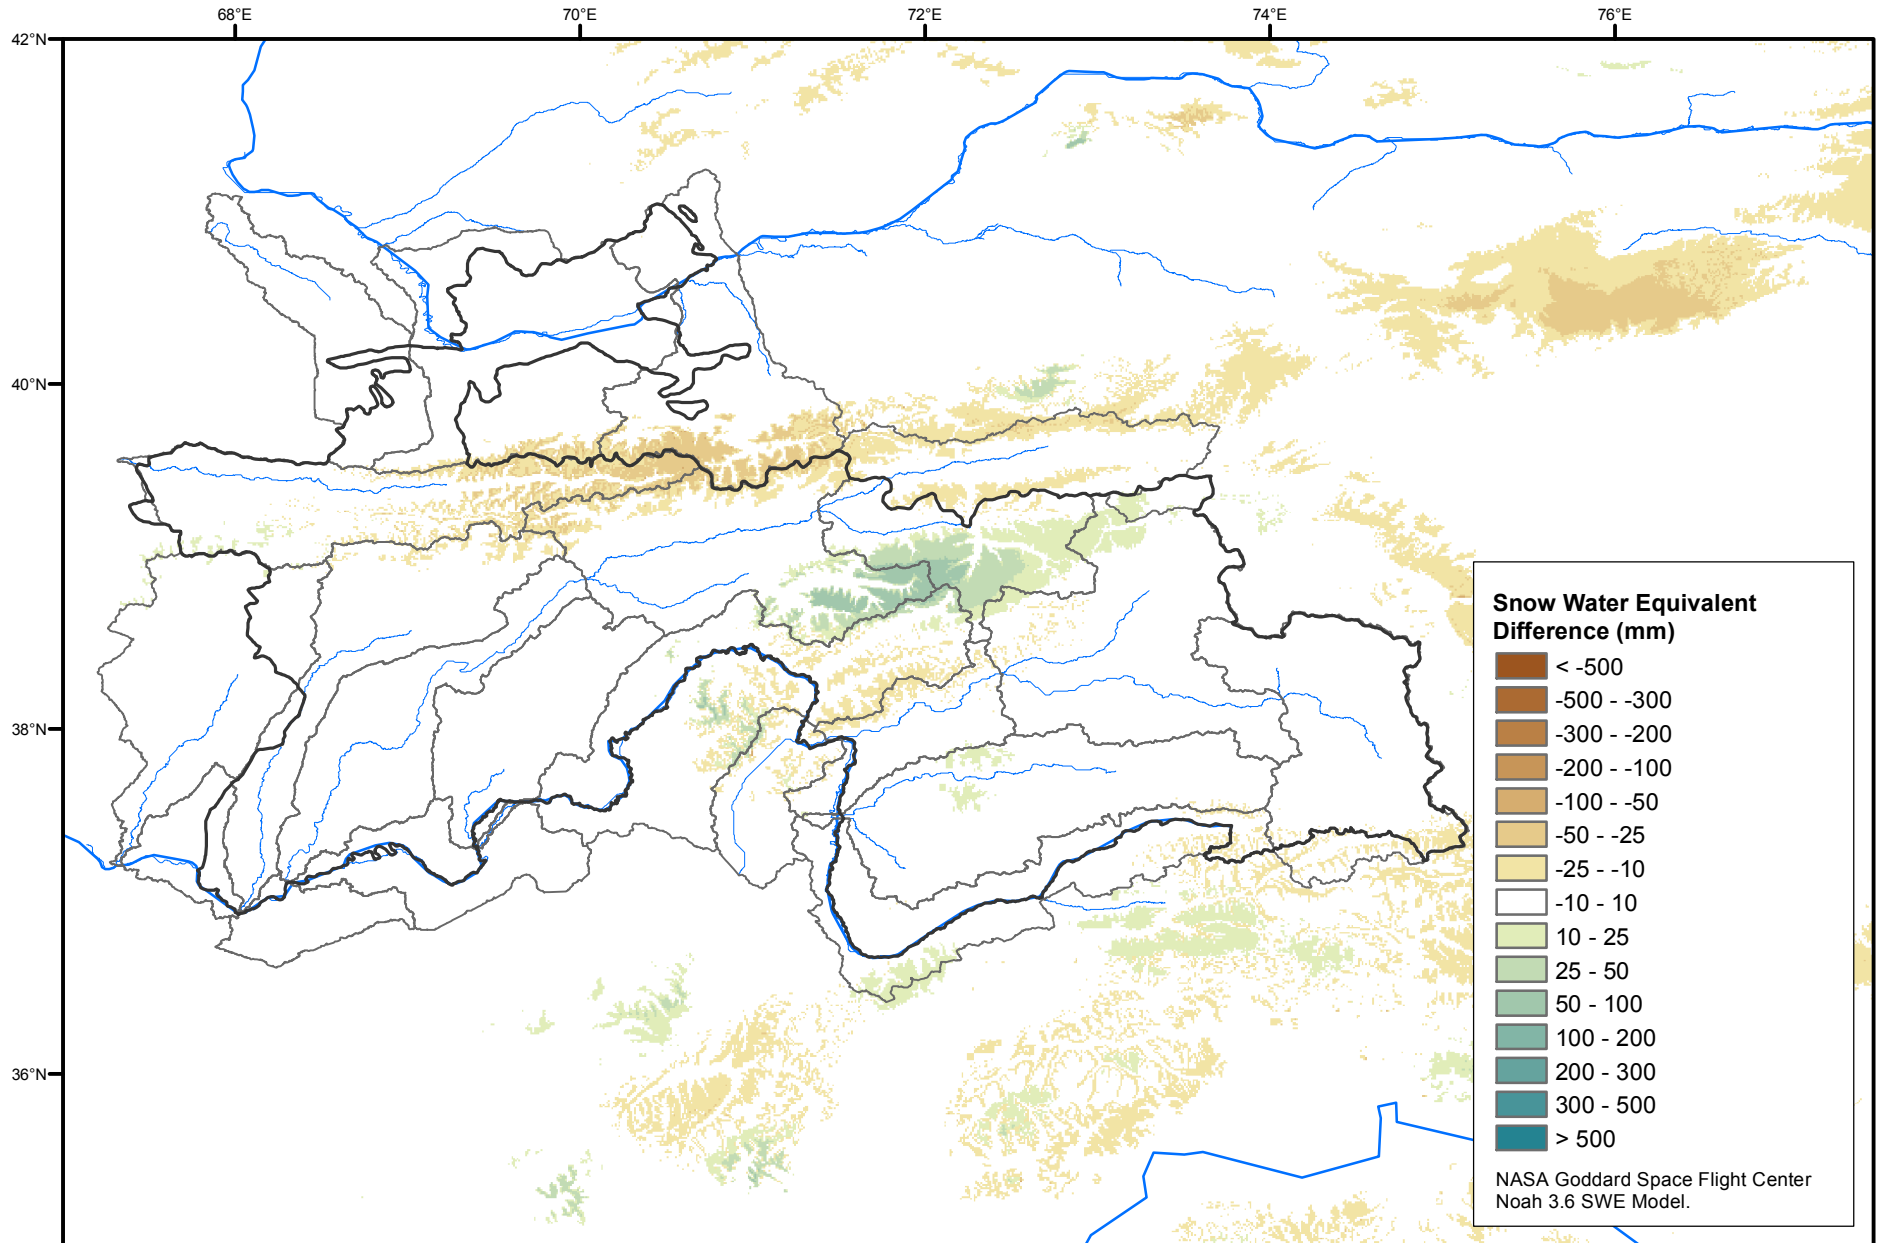 68°E 70°E 72°E 74°E 76°E
42°N
40°N
38°N
36°N
Snow Water Equivalent
Difference (mm)
< -500
-500 - -300
-300 - -200
-200 - -100
-100 - -50
-50 - -25
-25 - -10
-10 - 10
10 - 25
25 - 50
50 - 100
100 - 200
200 - 300
300 - 500
> 500
NASA Goddard Space Flight Center
Noah 3.6 SWE Model.